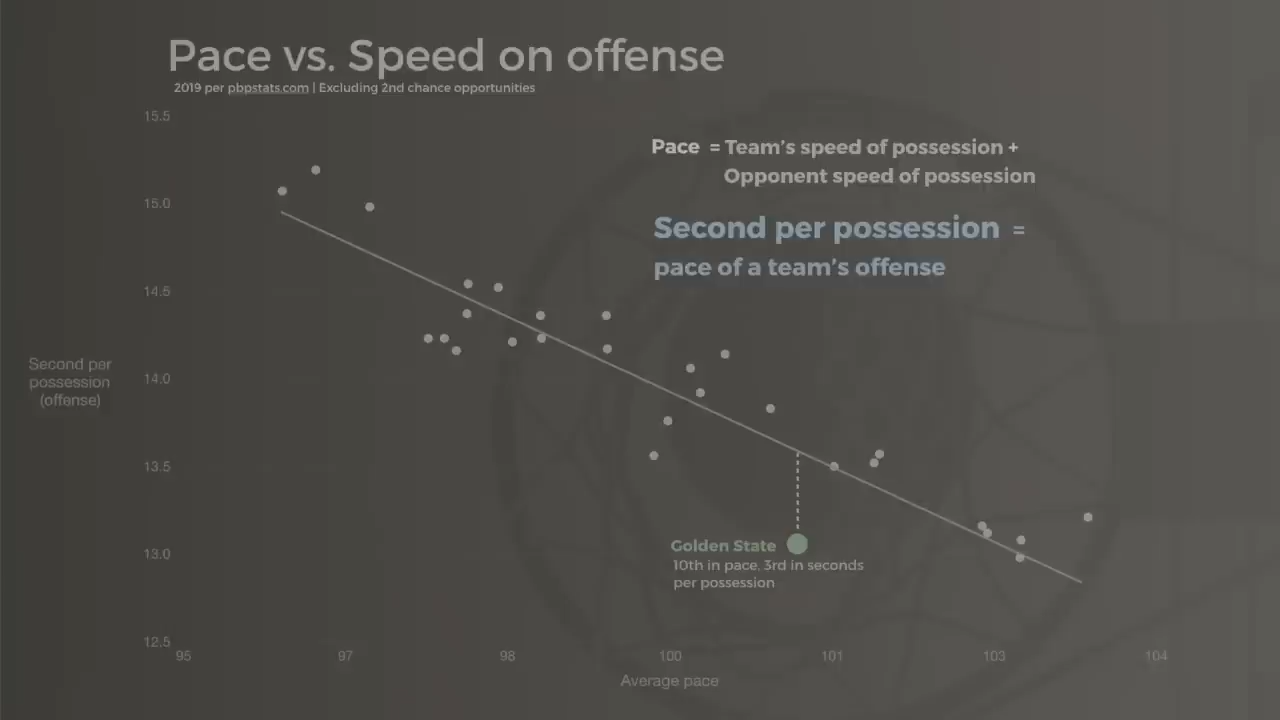 Pace vs. Speed on offense
2019 per pbpstats.com | Excluding 2nd chance opportunities
15.5
Pace = Team's speed of possession +
Opponent speed of possession
15.0
Second per possession =
pace of a team's offense
14.5
Second per
possession
(offense)
14.0
13.5
Golden State
10th in pace, 3rd in seconds
per possession
13.0
12.5
95 97 98 100 101 103 104
Average pace